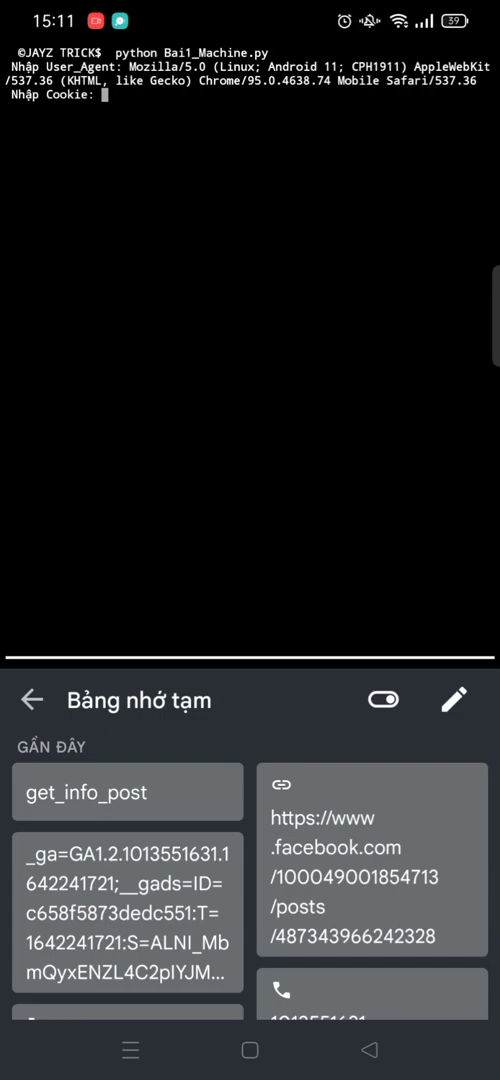 15:11
39
©JAYZ TRICK$ python Bai1_Machine.py
Nhập User_Agent: Mozilla/5.0 (Linux; Android 11; CPH1911) AppleWebKit
/537.36 (KHTML, like Gecko) Chrome/95.0.4638.74 Mobile Safari/537.36
Nhập Cookie:
Bảng nhớ tạm
GẦN ĐÂY
get_info_post
_ga=GA1.2.1013551631.1
642241721;__gads=ID=
c658f5873dedc551:T=
1642241721:S=ALNI_Mb
mQyxENZL4C2pIYJM...
https://www
.facebook.com
/100049001854713
/posts
/487343966242328
1013551631